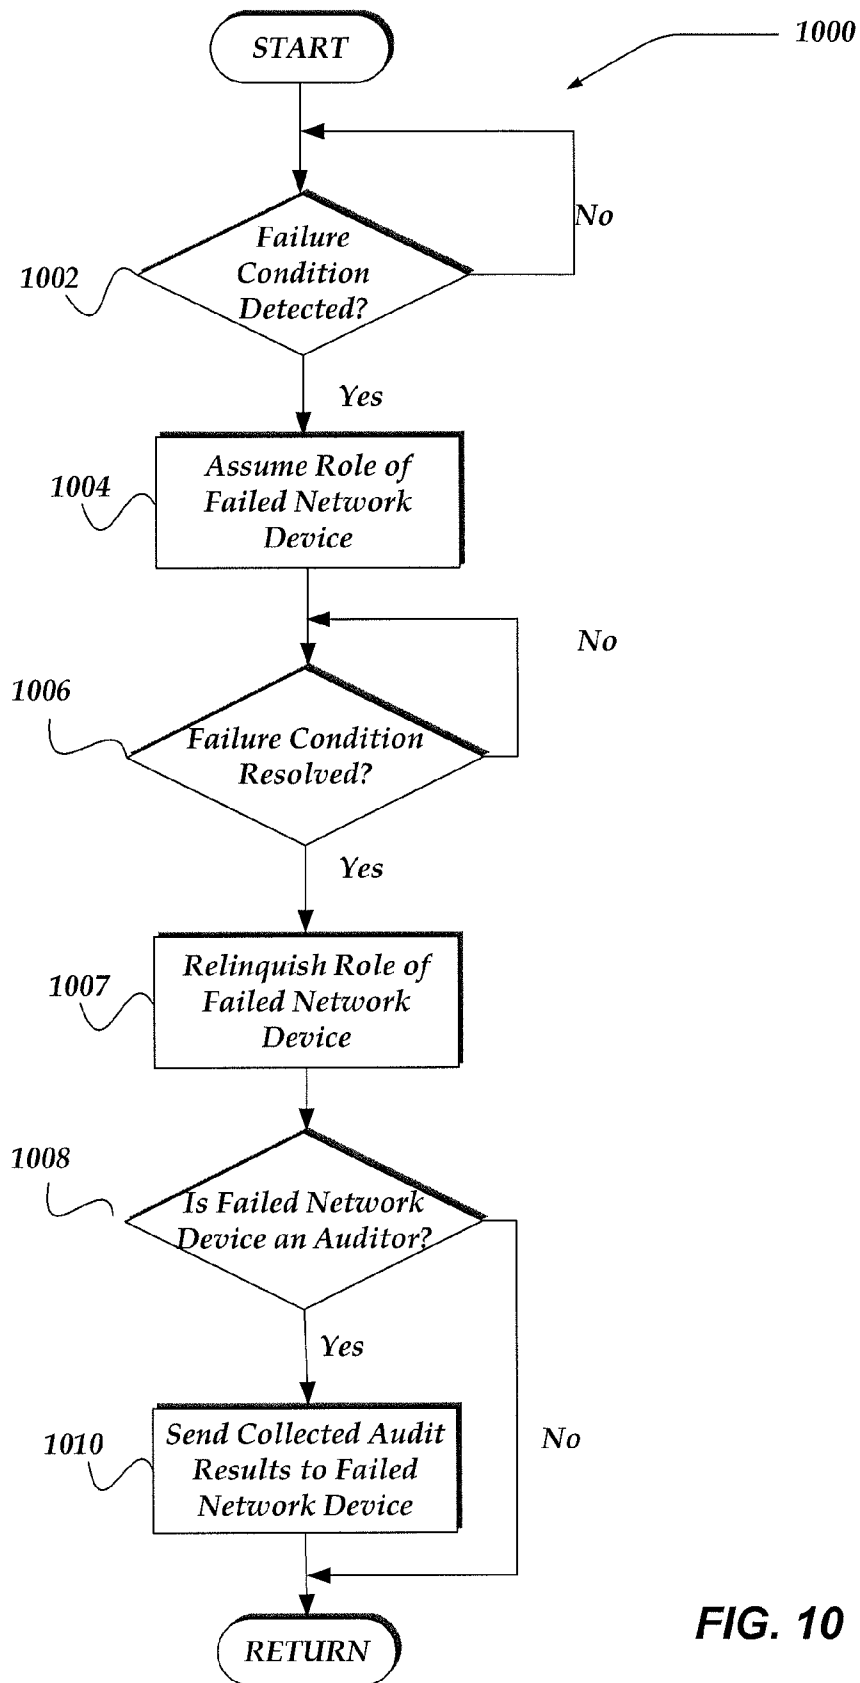 START
1000
No
Failure
Condition
Detected?
1002
Yes
Assume Role of
Failed Network
Device
1004
No
1006
Failure Condition
Resolved?
Yes
Relinquish Role of
Failed Network
Device
1007
1008
Is Failed Network
Device an Auditor?
Yes
Send Collected Audit
Results to Failed
Network Device
1010
No
RETURN
FIG. 10